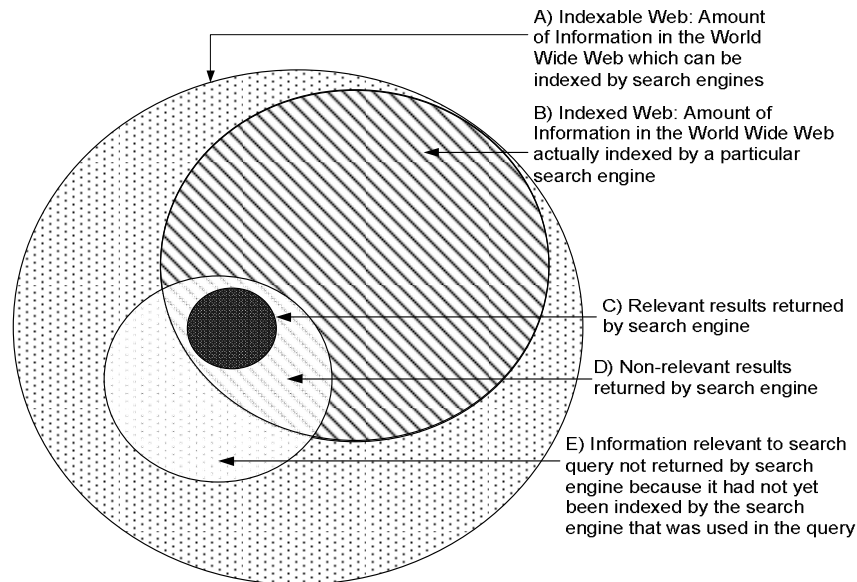 A) Indexable Web: Amount
of Information in the World
Wide Web which can be
indexed by search engines
B) Indexed Web: Amount of
Information in the World Wide Web
actually indexed by a particular
search engine
C) Relevant results returned
by search engine
D) Non-relevant results
returned by search engine
E) Information relevant to search
query not returned by search
engine because it had not yet
been indexed by the search
engine that was used in the query